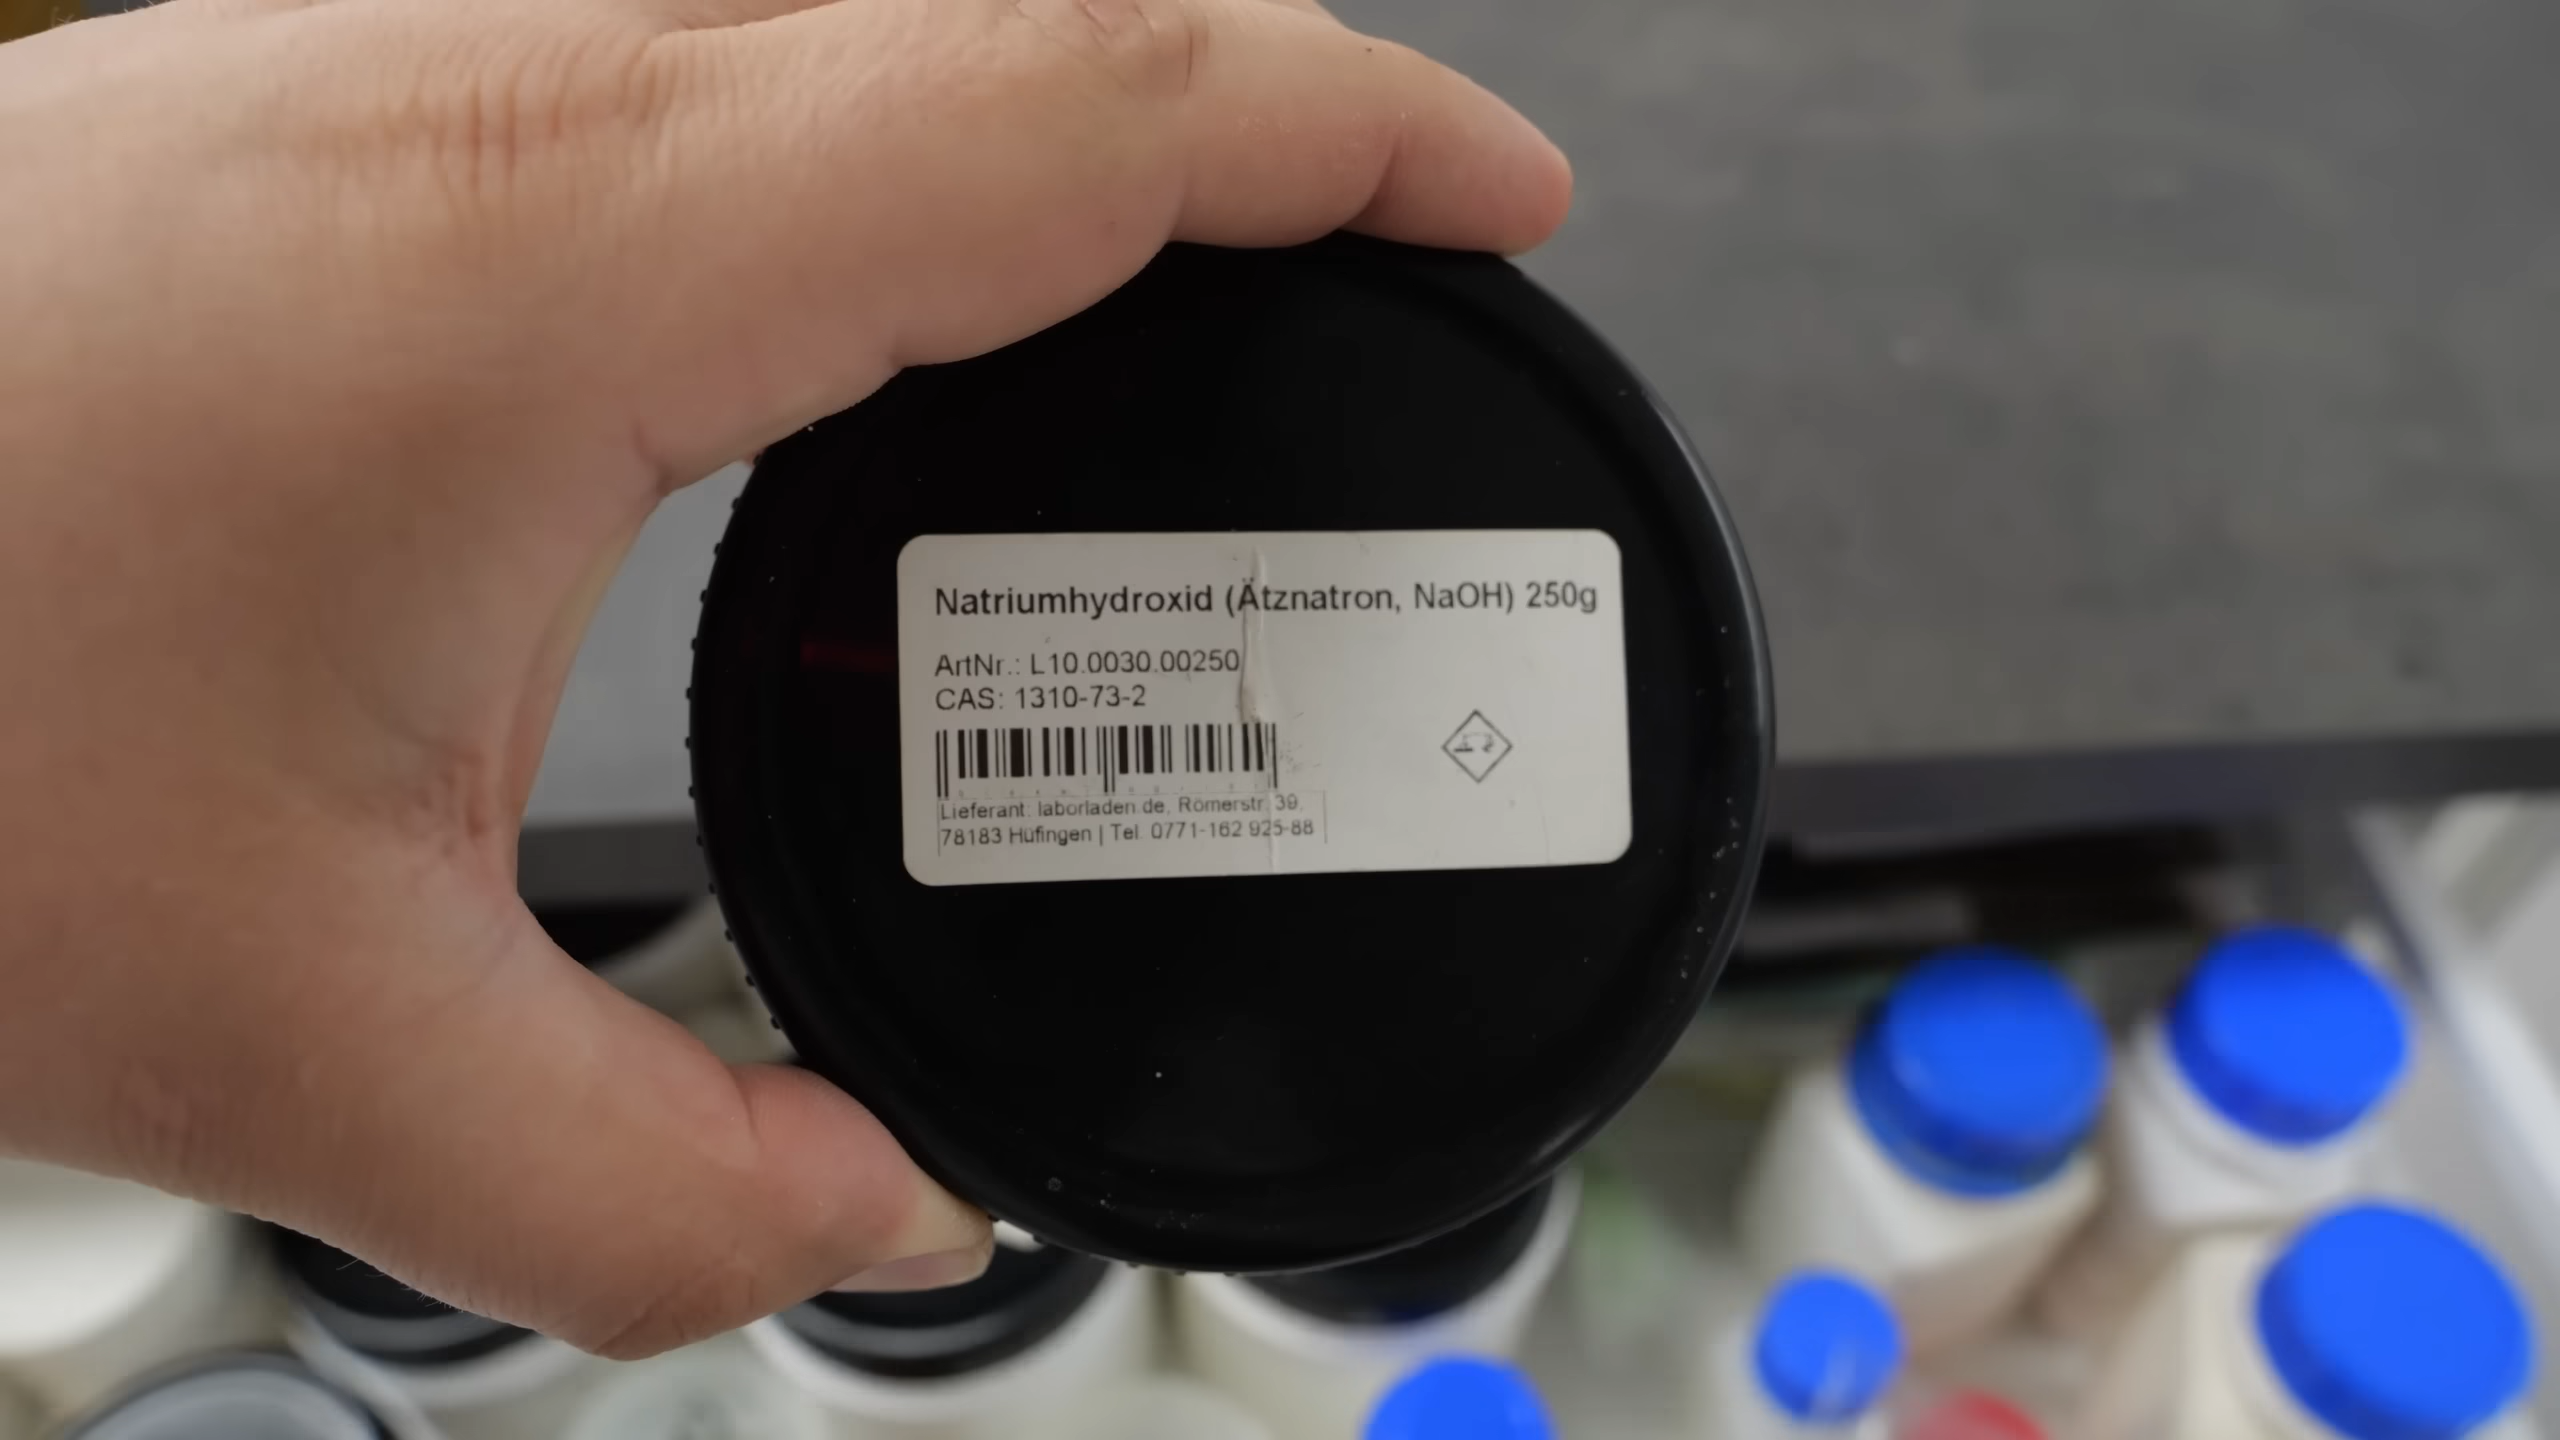 Natriumhydroxid (Ätznatron, NaOH) 250g
ArtNr.: L10.0030.00250
CAS: 1310-73-2
Lieferant: laborladen.de, Römerstr. 39,
78183 Hüfingen | Tel. 0771-162 925-88